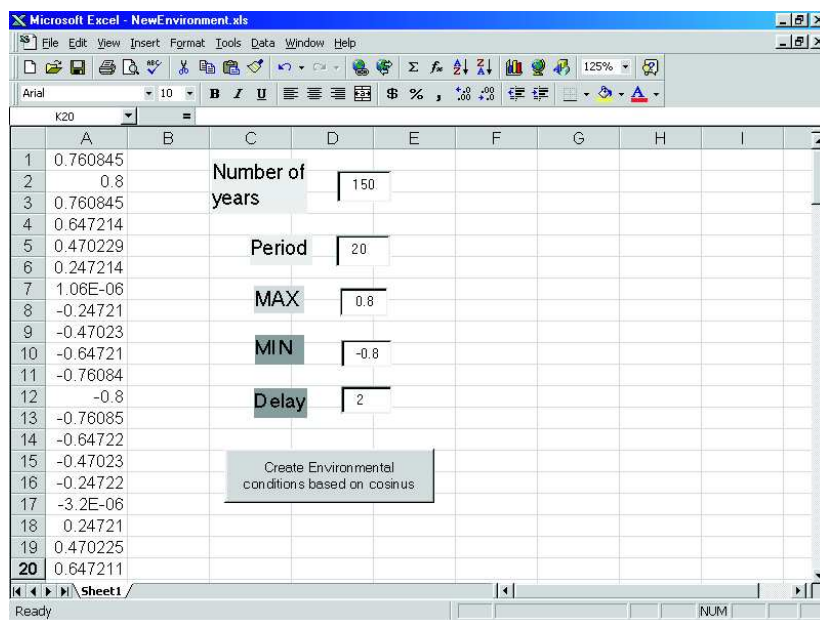 Microsoft Excel - NewEnvironment.xls
File Edit View Insert Format Tools Data Window Help
Σ fx 125%
Arial 10 B I U $ % ,
K20 =
A B C D E F G H I
1 0.760845
2 0.8
3 0.760845
4 0.647214
5 0.470229
6 0.247214
7 1.06E-06
8 -0.24721
9 -0.47023
10 -0.64721
11 -0.76084
12 -0.8
13 -0.76085
14 -0.64722
15 -0.47023
16 -0.24722
17 -3.2E-06
18 0.24721
19 0.470225
20 0.647211
Number of
years
150
Period 20
MAX 0.8
MIN -0.8
Delay 2
Create Environmental
conditions based on cosinus
Sheet1
Ready NUM